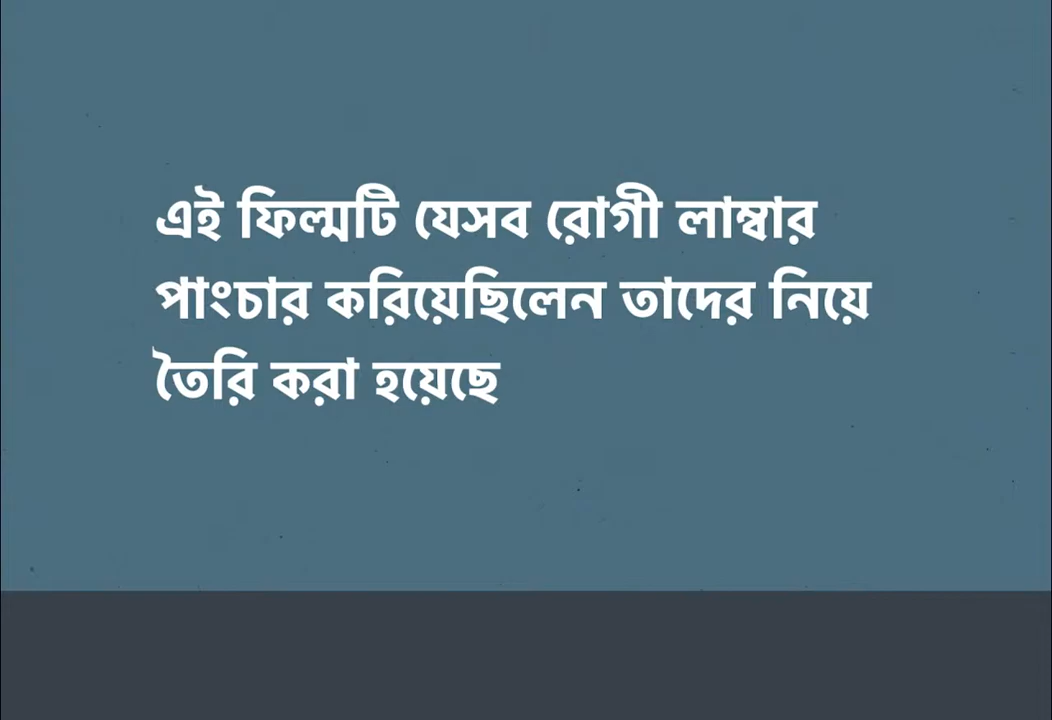 এই ফিল্মটি যেসব রোগী লাম্বার
পাংচার করিয়েছিলেন তাদের নিয়ে
তৈরি করা হয়েছে